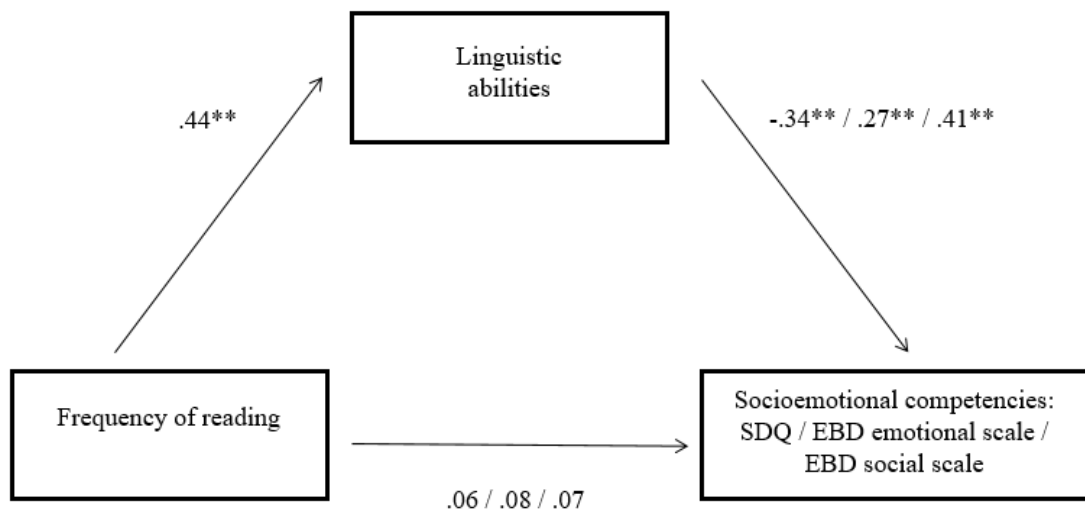 Linguistic
abilities
.44**
-.34** / .27** / .41**
Frequency of reading
Socioemotional competencies:
SDQ / EBD emotional scale /
EBD social scale
.06 / .08 / .07